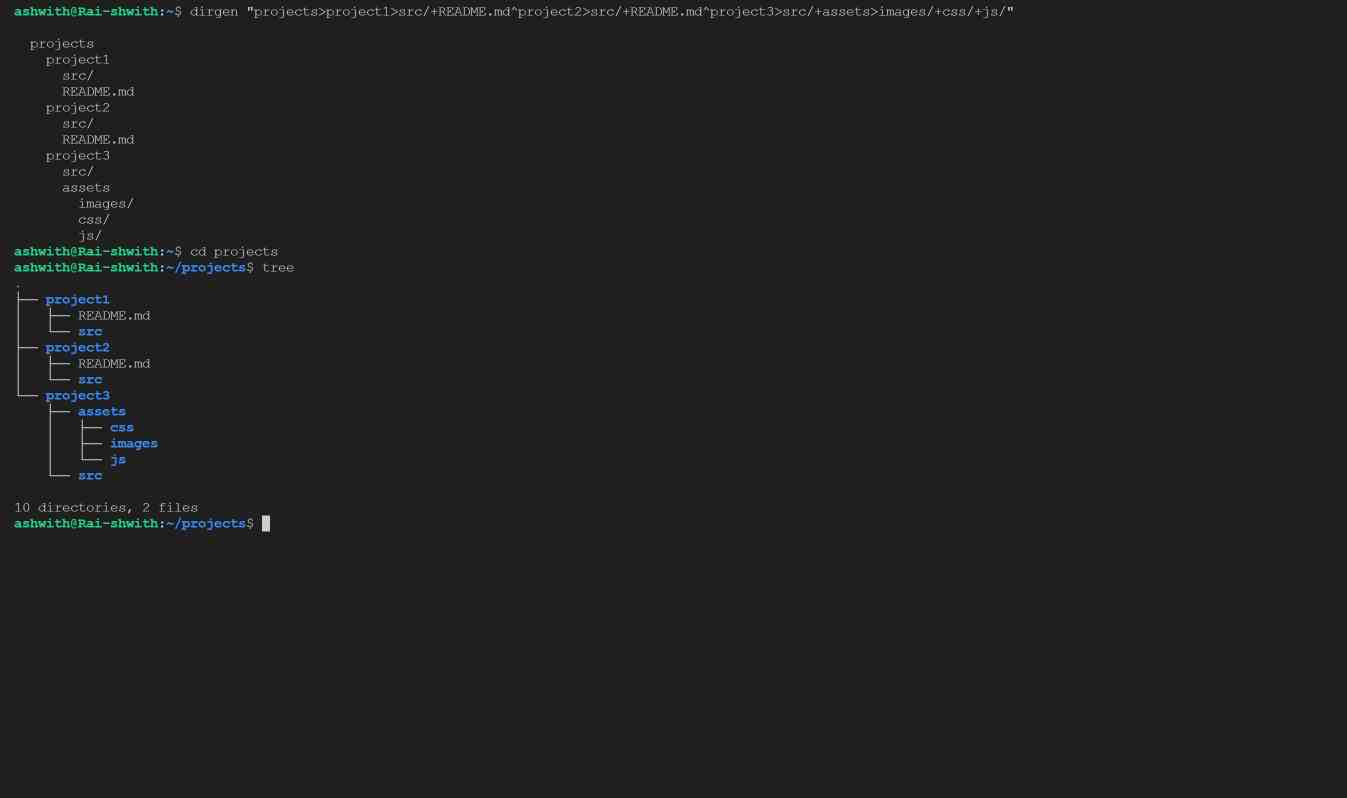 ashwith@Rai-shwith:~$ dirgen "projects>project1>src/+README.md^project2>src/+README.md^project3>src/+assets>images/+css/+js/"
projects
project1
src/
README.md
project2
src/
README.md
project3
src/
assets
images/
css/
js/
ashwith@Rai-shwith:~$ cd projects
ashwith@Rai-shwith:~/projects$ tree
.
├── project1
│   ├── README.md
│   └── src
├── project2
│   ├── README.md
│   └── src
└── project3
    ├── assets
    │   ├── css
    │   ├── images
    │   └── js
    └── src
10 directories, 2 files
ashwith@Rai-shwith:~/projects$